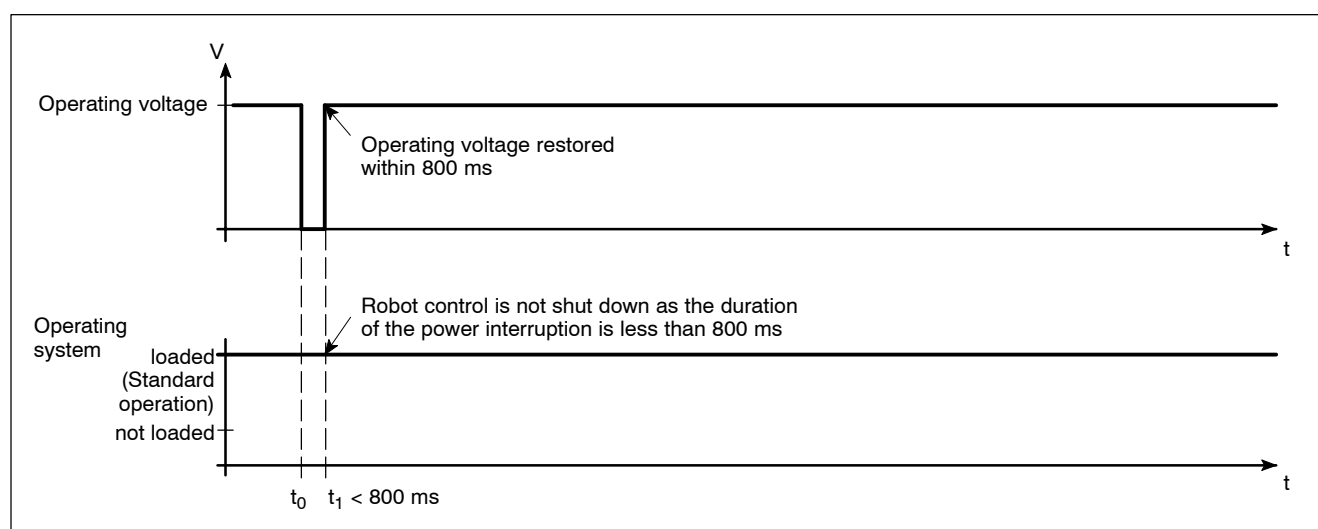 V
Operating voltage
Operating voltage restored
within 800 ms
t
Robot control is not shut down as the duration
of the power interruption is less than 800 ms
Operating
system
loaded
(Standard
operation)
not loaded
t
t0
t1 < 800 ms